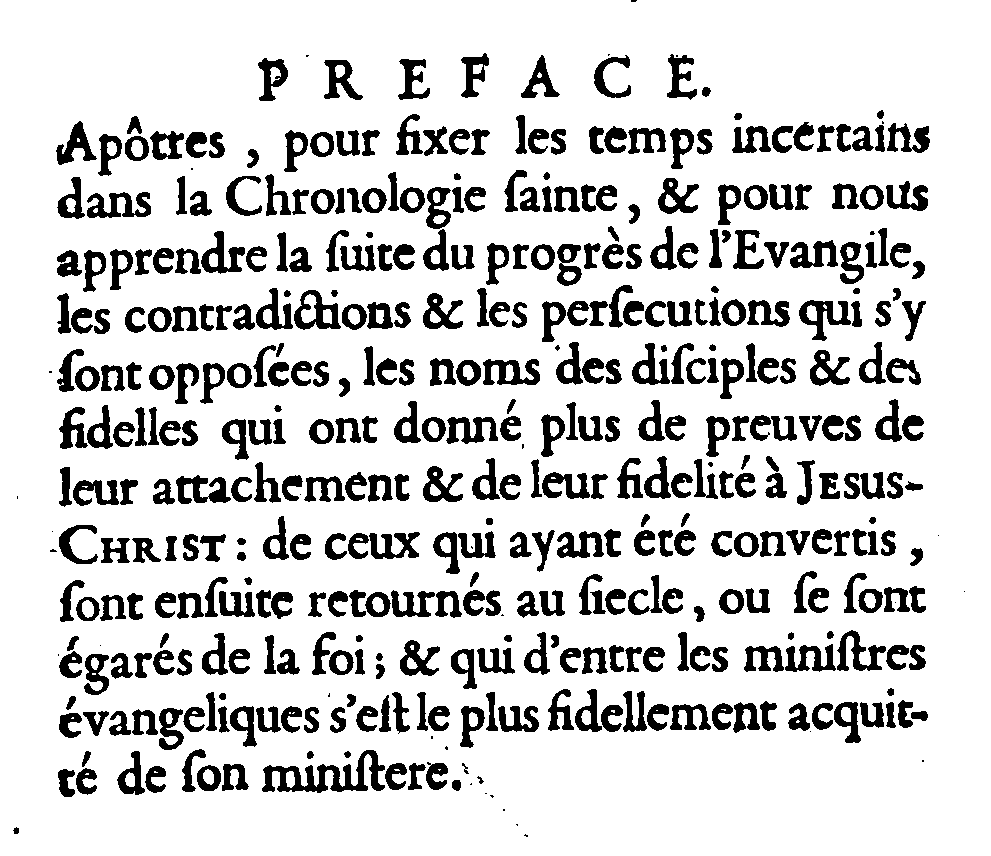 PREFACE.
Apôtres, pour fixer les temps incertains
dans la Chronologie ſainte, & pour nous
apprendre la ſuite du progrès de l'Evangile,
les contradictions & les perſecutions qui s'y
ſont oppoſées, les noms des diſciples & des
fidelles qui ont donné plus de preuves de
leur attachement & de leur fidelité à JESUS-
CHRIST: de ceux qui ayant été convertis,
ſont enſuite retournés au ſiecle, ou ſe ſont
égarés de la foi; & qui d'entre les miniſtres
évangeliques s'eſt le plus fidellement acquit-
té de ſon miniſtere.